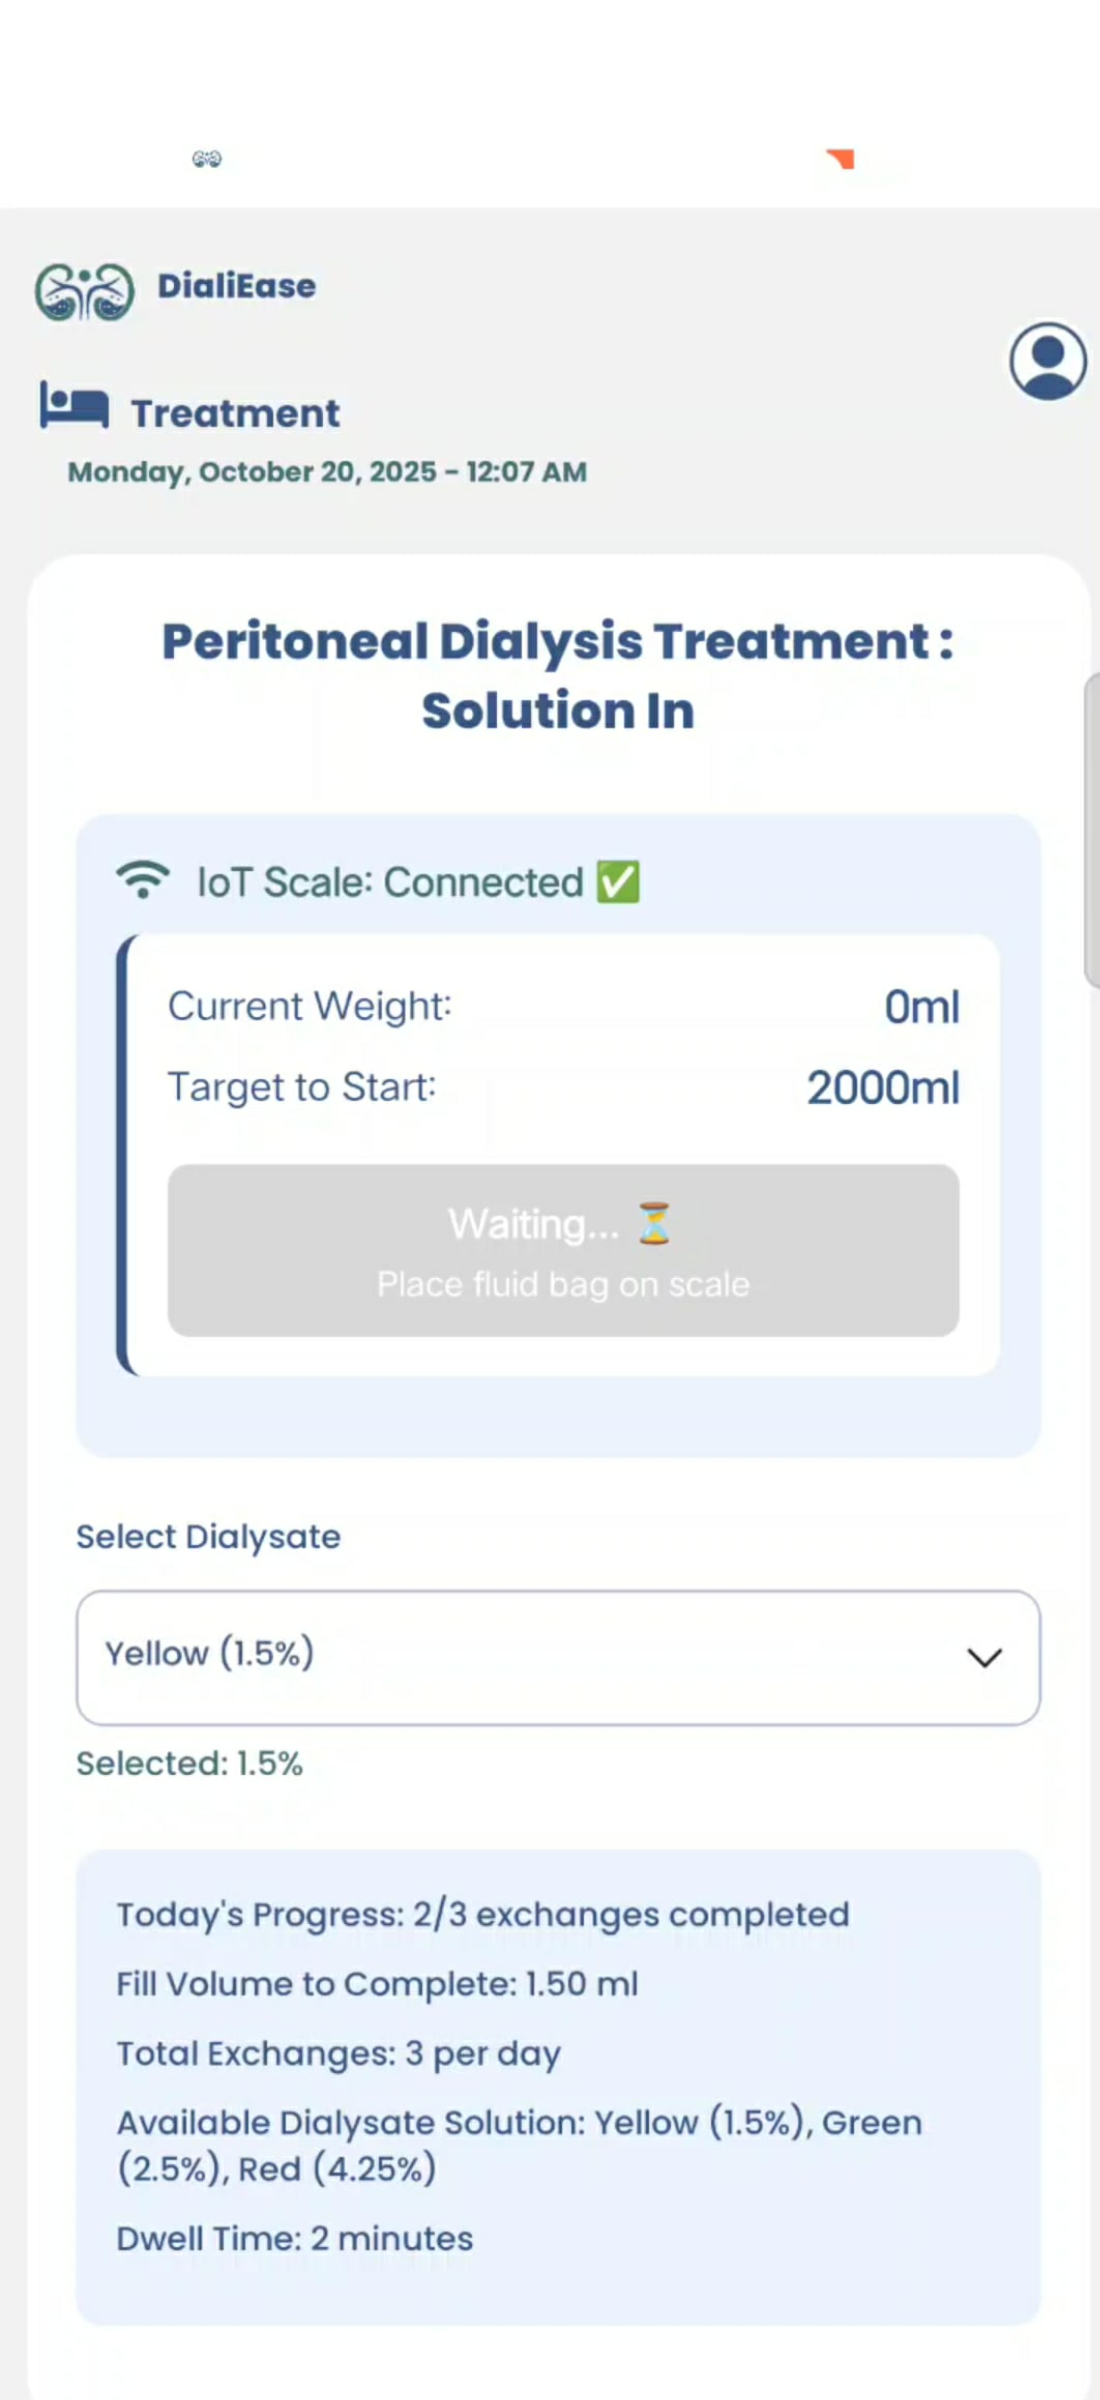 DialiEase
Treatment
Monday, October 20, 2025 - 12:07 AM
Peritoneal Dialysis Treatment :
Solution In
IoT Scale: Connected ✅
Current Weight: 0ml
Target to Start: 2000ml
Waiting... ⏳
Place fluid bag on scale
Select Dialysate
Yellow (1.5%)
Selected: 1.5%
Today's Progress: 2/3 exchanges completed
Fill Volume to Complete: 1.50 ml
Total Exchanges: 3 per day
Available Dialysate Solution: Yellow (1.5%), Green
(2.5%), Red (4.25%)
Dwell Time: 2 minutes